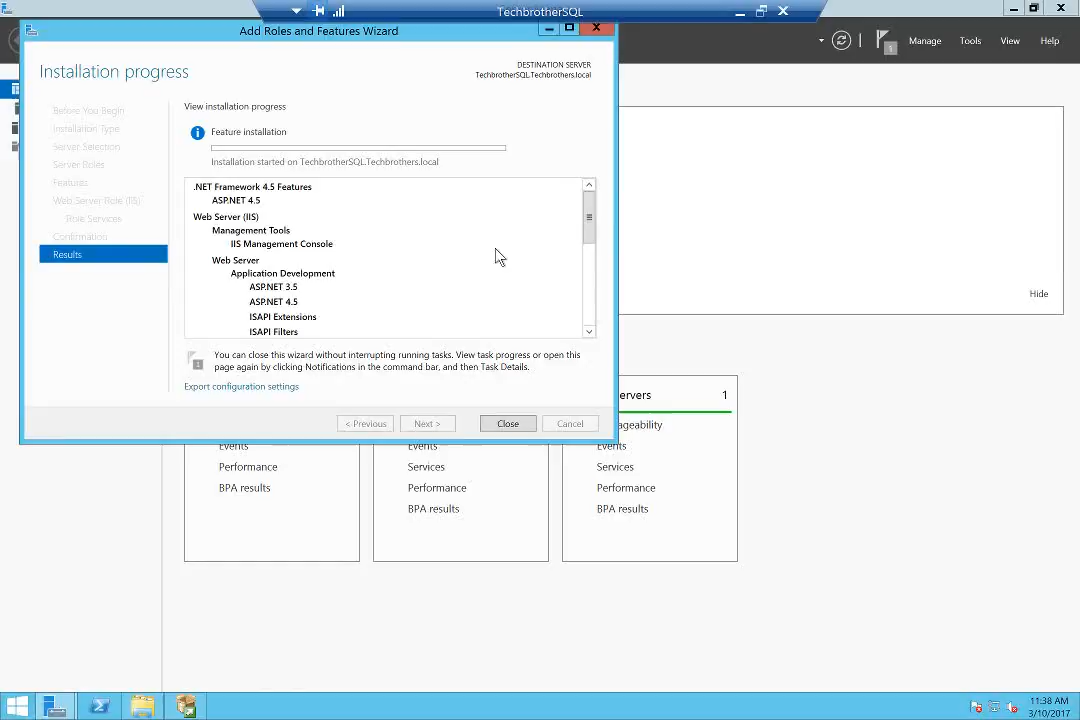 TechbrotherSQL
Add Roles and Features Wizard
Manage
Tools
View
Help
1
Installation progress
DESTINATION SERVER
TechbrotherSQL.Techbrothers.local
Before You Begin
Installation Type
Server Selection
Server Roles
Features
Web Server Role (IIS)
Role Services
Confirmation
Results
View installation progress
Feature installation
Installation started on TechbrotherSQL.Techbrothers.local
.NET Framework 4.5 Features
ASP.NET 4.5
Web Server (IIS)
Management Tools
IIS Management Console
Web Server
Application Development
ASP.NET 3.5
ASP.NET 4.5
ISAPI Extensions
ISAPI Filters
1
You can close this wizard without interrupting running tasks. View task progress or open this
page again by clicking Notifications in the command bar, and then Task Details.
Export configuration settings
< Previous
Next >
Close
Cancel
Hide
ervers 1
ageability
Events
Performance
BPA results
Events
Services
Performance
BPA results
Events
Services
Performance
BPA results
11:38 AM
3/10/2017